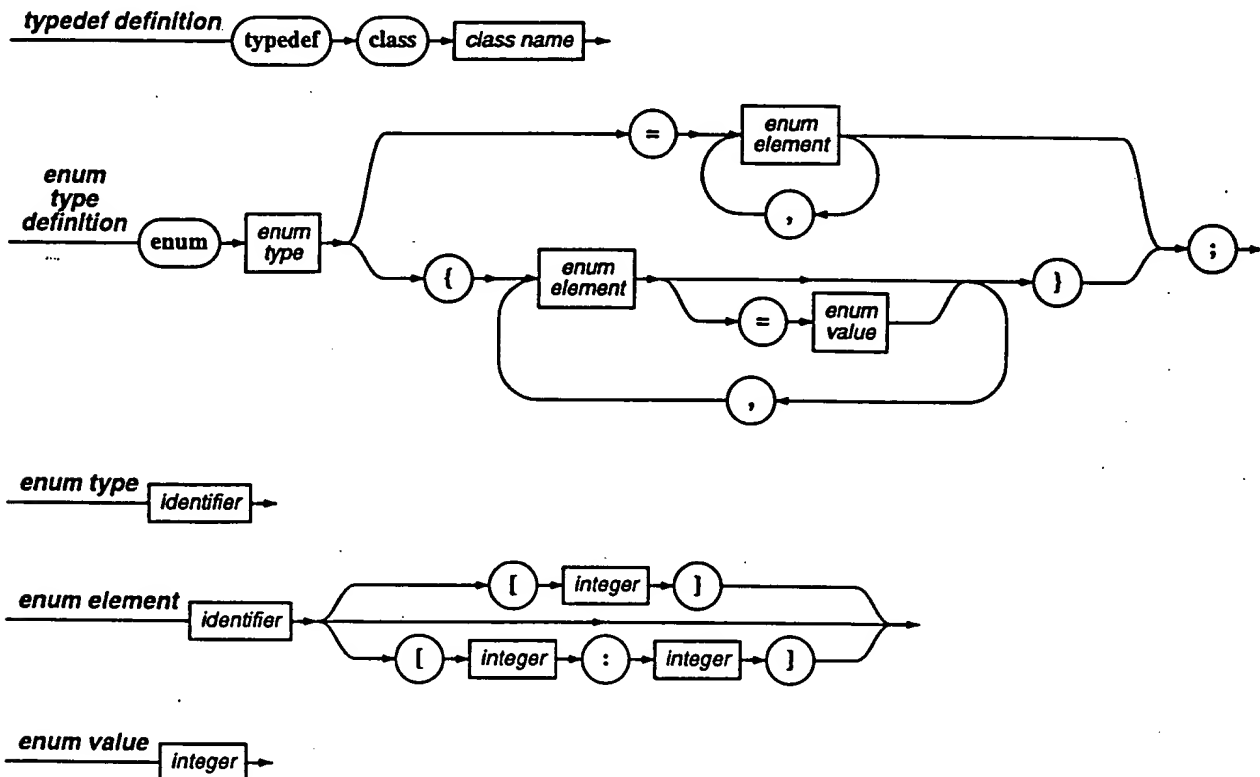 typedef definition
typedef class class name
= enum
element
,
enum
type
definition
enum enum
type
;
{ enum
element
}
= enum
value
,
enum type
identifier
[ integer ]
enum element
identifier
[ integer : integer ]
enum value
integer